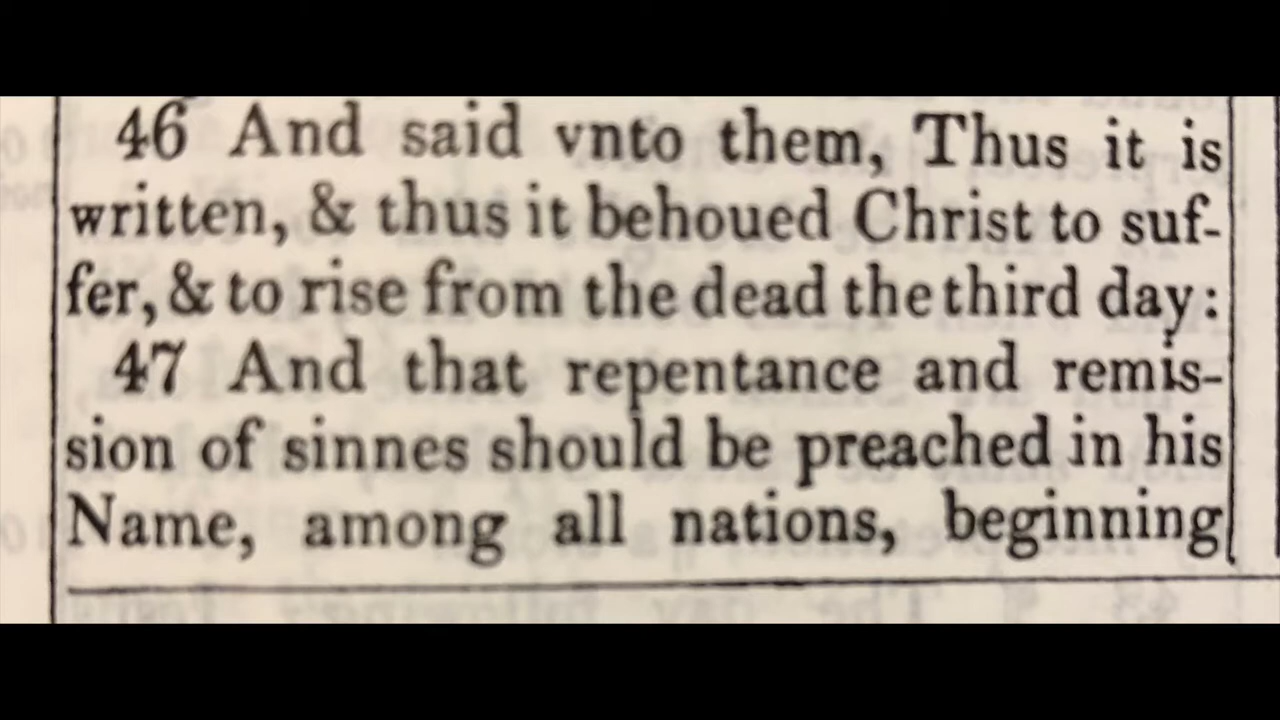 46 And said vnto them, Thus it is
written, & thus it behoued Christ to suf-
fer, & to rise from the dead the third day:
47 And that repentance and remis-
sion of sinnes should be preached in his
Name, among all nations, beginning